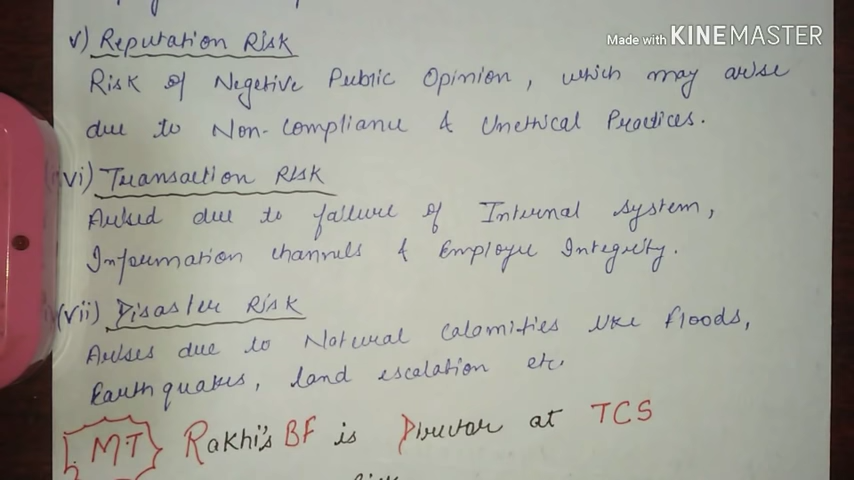 Made with KINEMASTER
v) Reputation Risk
Risk of Negetive Public Opinion, which may arise
due to Non-Compliance & Unethical Practices.
vi) Transaction Risk
Arised due to failure of Internal system,
Information channels & Employee Integrity.
(vii) Disaster Risk
Arises due to Natural calamities like floods,
Earthquakes, land escalation etc
MT Rakhi's BF is Director at TCS